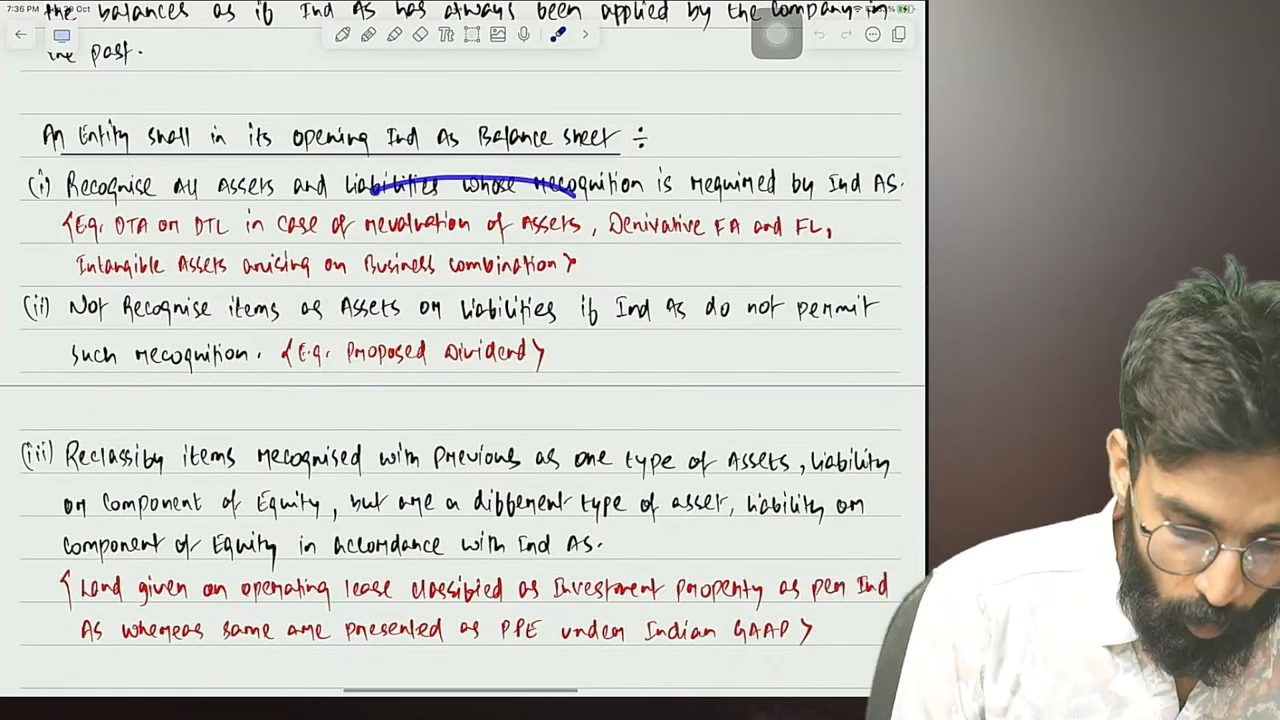 7:36 PM Oct
the balances as if Ind As has always been applied by the company in
the past.
An Entity shall in its opening Ind As Balance sheet ÷
(i) Recognise All Assets and liabilities whose recognition is required by Ind AS.
{Eg. DTA or DTL in case of revaluation of Assets, Derivative FA and FL,
Intangible Assets arising on Business combination}
(ii) Not Recognise items as Assets or liabilities if Ind As do not permit
such recognition. {E.g. Proposed Dividend}
(iii) Reclassify items recognised with previous as one type of Assets, liability
or component of Equity, but are a different type of asset, liability or
component of Equity in accordance with Ind AS.
{Land given on operating lease classified as Investment property as per Ind
As whereas same are presented as PPE under Indian GAAP}